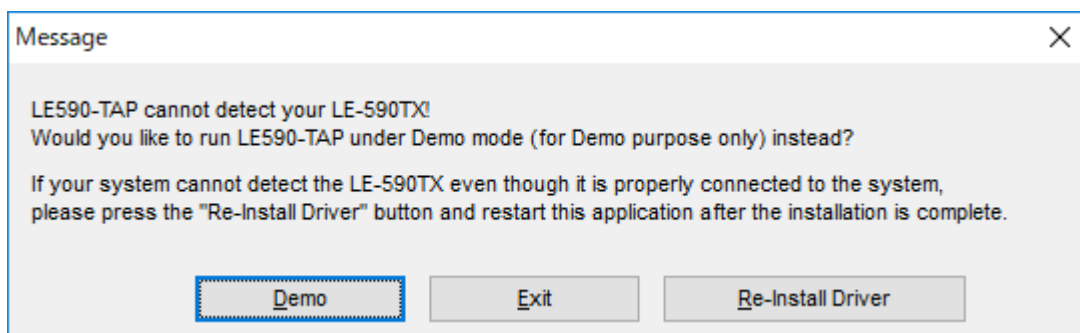 Message
LE590-TAP cannot detect your LE-590TX!
Would you like to run LE590-TAP under Demo mode (for Demo purpose only) instead?
If your system cannot detect the LE-590TX even though it is properly connected to the system,
please press the "Re-Install Driver" button and restart this application after the installation is complete.
Demo
Exit
Re-Install Driver